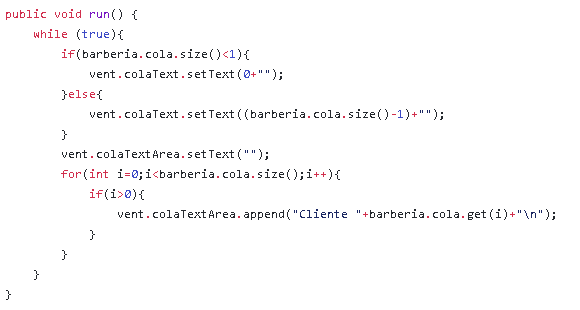 public void run() {
    while (true){
        if(barberia.cola.size()<1){
            vent.colaText.setText(0+"");
        }else{
            vent.colaText.setText((barberia.cola.size()-1)+"");
        }
        vent.colaTextArea.setText("");
        for(int i=0;i<barberia.cola.size();i++){
            if(i>0){
                vent.colaTextArea.append("Cliente "+barberia.cola.get(i)+"\n");
            }
        }
    }
}